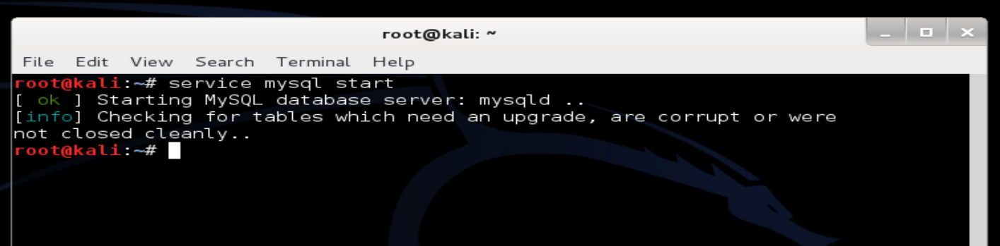 root@kali: ~
File Edit View Search Terminal Help
root@kali:~# service mysql start
[ ok ] Starting MySQL database server: mysqld ..
[info] Checking for tables which need an upgrade, are corrupt or were
not closed cleanly..
root@kali:~#